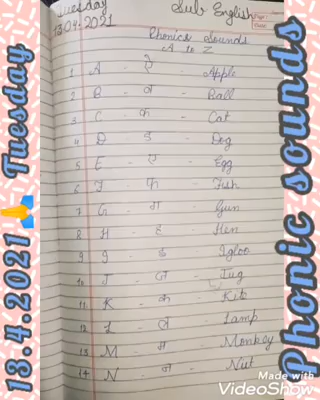 Tuesday Sub English
13.04.2021
Phonics Sounds
A to Z
1 A - ऐ - Apple
2 B - ब - Ball
3 C - क - Cat
4 D - ड - Dog
5 E - ए - Egg
6 F - फ - Fish
7 G - ग - Gun
8 H - ह - Hen
9 I - इ - Igloo
10 J - ज - Jug
11. K - क - Kite
12 L - ल - Lamp
13 M - म - Monkey
14 N - न - Nut
13.4.2021 🙏 Tuesday
Phonic sounds
Made with
VideoShow